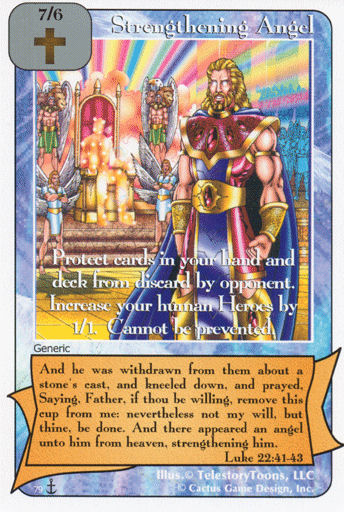 7/6
Strengthening Angel
Protect cards in your hand and
deck from discard by opponent.
Increase your human Heroes by
1/1. Cannot be prevented.
Generic
And he was withdrawn from them about a
stone's cast, and kneeled down, and prayed,
Saying, Father, if thou be willing, remove this
cup from me: nevertheless not my will, but
thine, be done. And there appeared an angel
unto him from heaven, strengthening him.
Luke 22:41-43
Illus.© TelestoryToons, LLC
79 © Cactus Game Design, Inc.